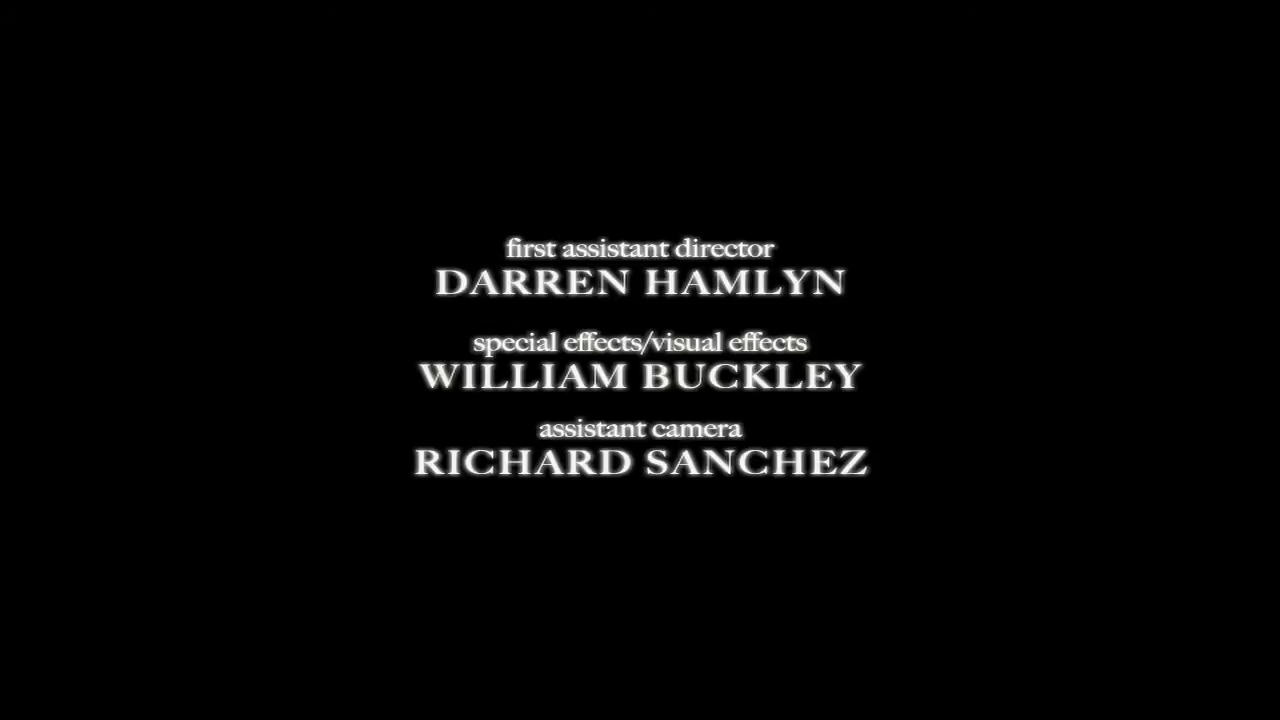 first assistant director
DARREN HAMLYN
special effects/visual effects
WILLIAM BUCKLEY
assistant camera
RICHARD SANCHEZ